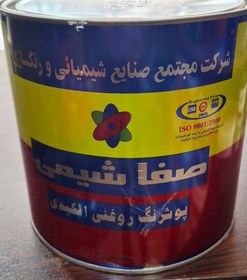 شرکت مجتمع صنایع شیمیائی و رنگسازی
ISO 9001:2000
صفا شیمی
پوشرنگ روغنی الکیدی